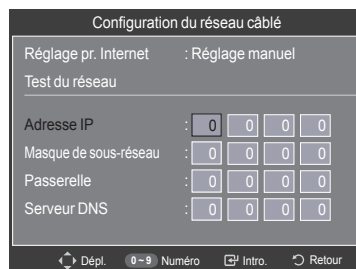 Configuration du réseau câblé
Réglage pr. Internet : Réglage manuel
Test du réseau
Adresse IP : 0 0 0 0
Masque de sous-réseau : 0 0 0 0
Passerelle : 0 0 0 0
Serveur DNS : 0 0 0 0
Dépl. 0~9 Numéro Intro. Retour